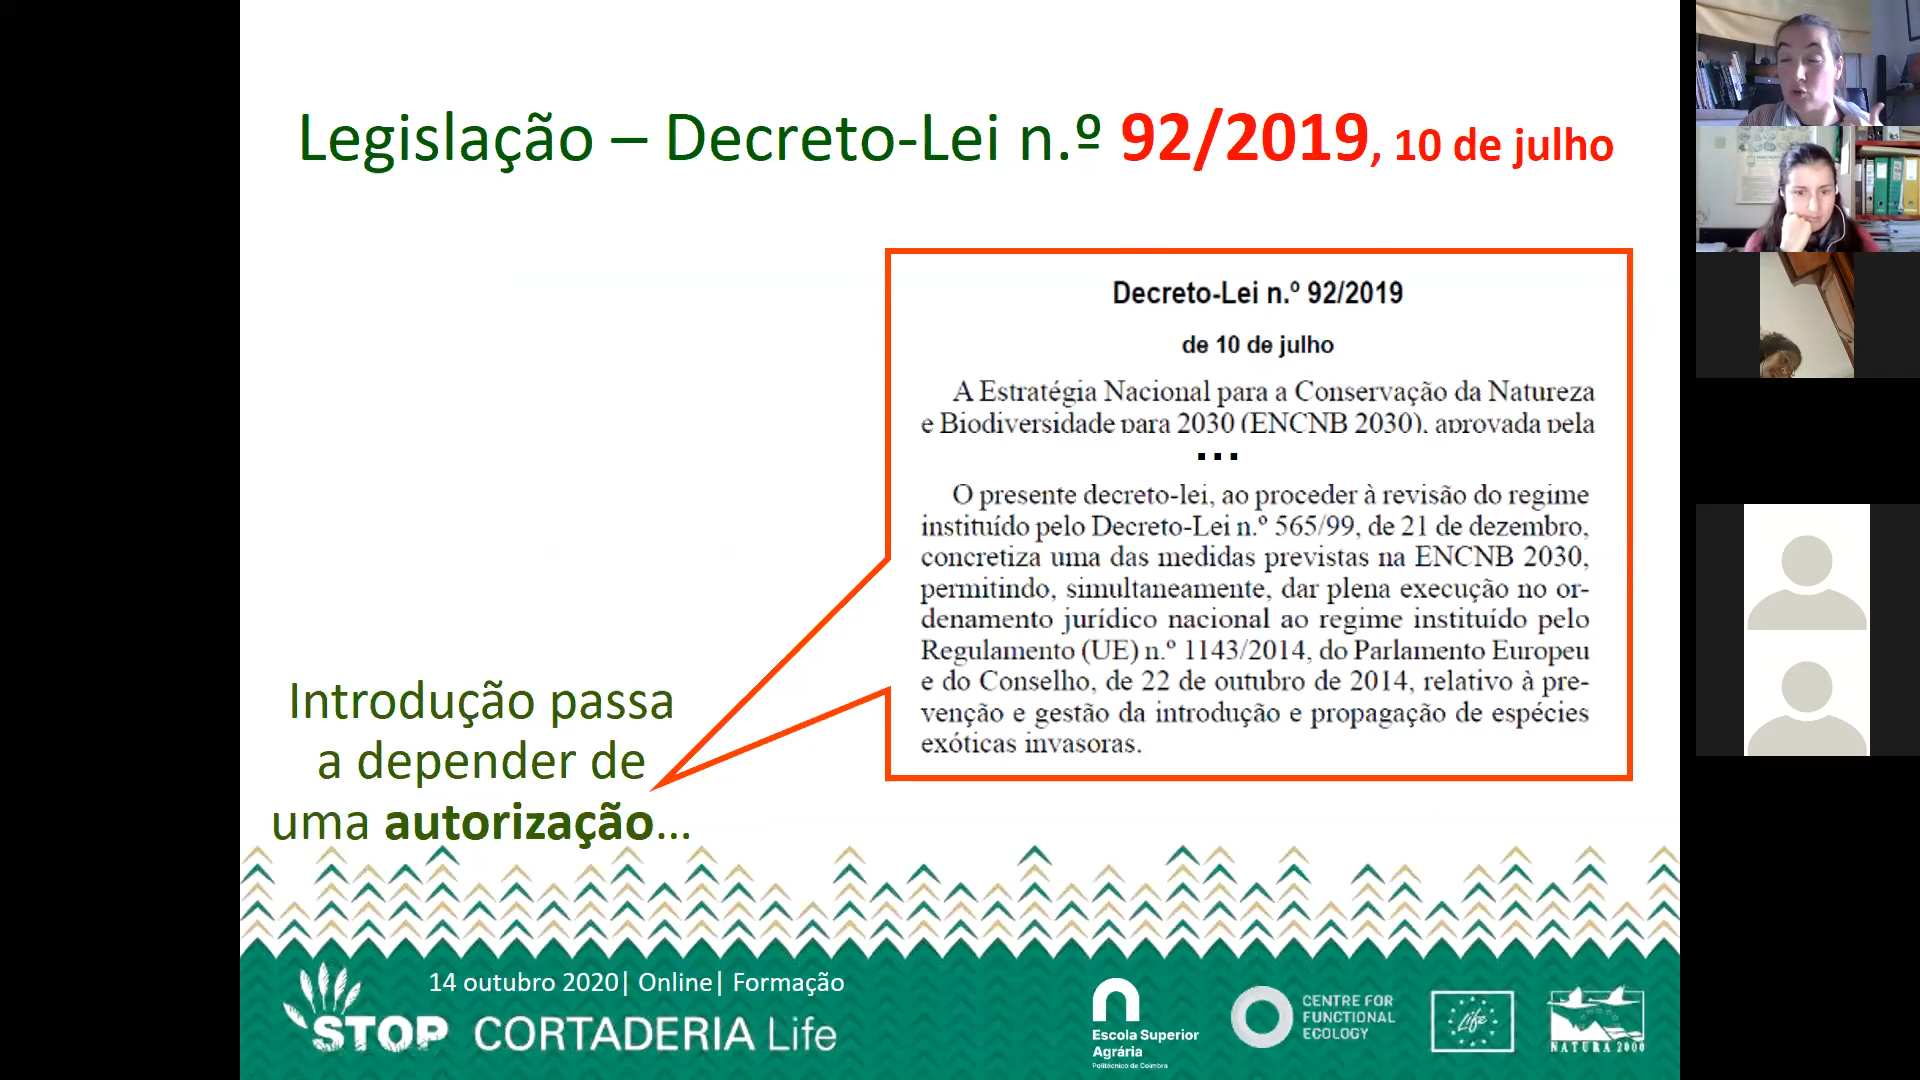 Legislação – Decreto-Lei n.º 92/2019, 10 de julho
Decreto-Lei n.º 92/2019
de 10 de julho
A Estratégia Nacional para a Conservação da Natureza
e Biodiversidade para 2030 (ENCNB 2030), aprovada pela
...
O presente decreto-lei, ao proceder à revisão do regime
instituído pelo Decreto-Lei n.º 565/99, de 21 de dezembro,
concretiza uma das medidas previstas na ENCNB 2030,
permitindo, simultaneamente, dar plena execução no or-
denamento jurídico nacional ao regime instituído pelo
Regulamento (UE) n.º 1143/2014, do Parlamento Europeu
e do Conselho, de 22 de outubro de 2014, relativo à pre-
venção e gestão da introdução e propagação de espécies
exóticas invasoras.
Introdução passa
a depender de
uma autorização...
14 outubro 2020| Online| Formação
STOP CORTADERIA Life
Escola Superior
Agrária
Politécnico de Coimbra
CENTRE FOR
FUNCTIONAL
ECOLOGY
Life
NATURA 2000